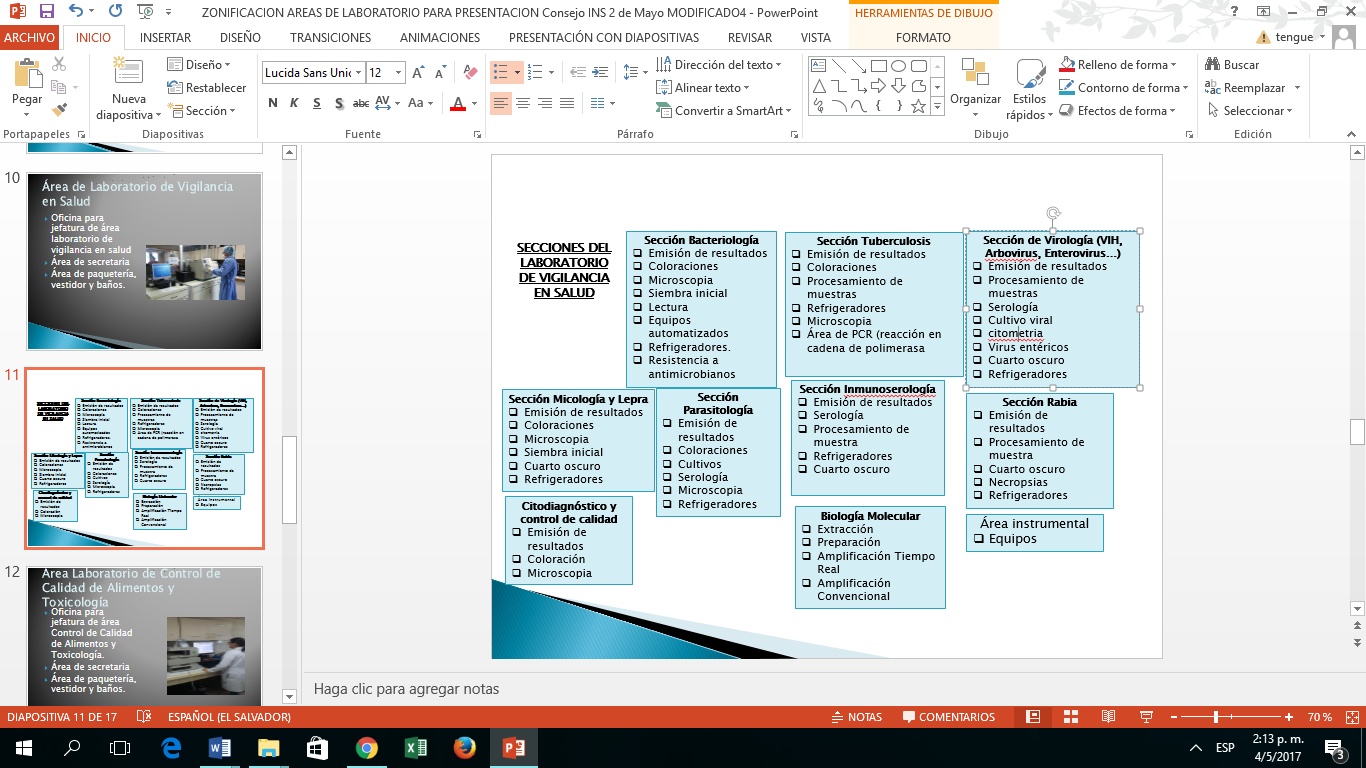 ZONIFICACION AREAS DE LABORATORIO PARA PRESENTACION Consejo INS 2 de Mayo MODIFICADO4 - PowerPoint
HERRAMIENTAS DE DIBUJO
ARCHIVO
INICIO
INSERTAR
DISEÑO
TRANSICIONES
ANIMACIONES
PRESENTACIÓN CON DIAPOSITIVAS
REVISAR
VISTA
FORMATO
tengue
Pegar
Portapapeles
Nueva
diapositiva
Diseño
Restablecer
Sección
Diapositivas
Lucida Sans Unic
12
N K S S abc AV Aa A
Fuente
Dirección del texto
Alinear texto
Convertir a SmartArt
Párrafo
Organizar
Estilos
rápidos
Relleno de forma
Contorno de forma
Efectos de forma
Dibujo
Buscar
Reemplazar
Seleccionar
Edición
10
Área de Laboratorio de Vigilancia
en Salud
Oficina para
jefatura de área
laboratorio de
vigilancia en salud
Área de secretaria
Área de paquetería,
vestidor y baños.
11
12
Área Laboratorio de Control de
Calidad de Alimentos y
Toxicología
Oficina para
jefatura de área
Control de Calidad
de Alimentos y
Toxicología.
Área de secretaria
Área de paquetería,
vestidor y baños.
SECCIONES DEL
LABORATORIO
DE VIGILANCIA
EN SALUD
Sección Bacteriología
Emisión de resultados
Coloraciones
Microscopia
Siembra inicial
Lectura
Equipos
automatizados
Refrigeradores.
Resistencia a
antimicrobianos
Sección Tuberculosis
Emisión de resultados
Coloraciones
Procesamiento de
muestras
Refrigeradores
Microscopia
Área de PCR (reacción en
cadena de polimerasa
Sección de Virología (VIH,
Arbovirus, Enterovirus...)
Emisión de resultados
Procesamiento de
muestras
Serología
Cultivo viral
citometria
Virus entéricos
Cuarto oscuro
Refrigeradores
Sección Micología y Lepra
Emisión de resultados
Coloraciones
Microscopia
Siembra inicial
Cuarto oscuro
Refrigeradores
Sección
Parasitología
Emisión de
resultados
Coloraciones
Cultivos
Serología
Microscopia
Refrigeradores
Sección Inmunoserología
Emisión de resultados
Serología
Procesamiento de
muestra
Refrigeradores
Cuarto oscuro
Sección Rabia
Emisión de
resultados
Procesamiento de
muestra
Cuarto oscuro
Necropsias
Refrigeradores
Citodiagnóstico y
control de calidad
Emisión de
resultados
Coloración
Microscopia
Biología Molecular
Extracción
Preparación
Amplificación Tiempo
Real
Amplificación
Convencional
Área instrumental
Equipos
Haga clic para agregar notas
DIAPOSITIVA 11 DE 17
ESPAÑOL (EL SALVADOR)
NOTAS
COMENTARIOS
70 %
ESP
2:13 p. m.
4/5/2017
3